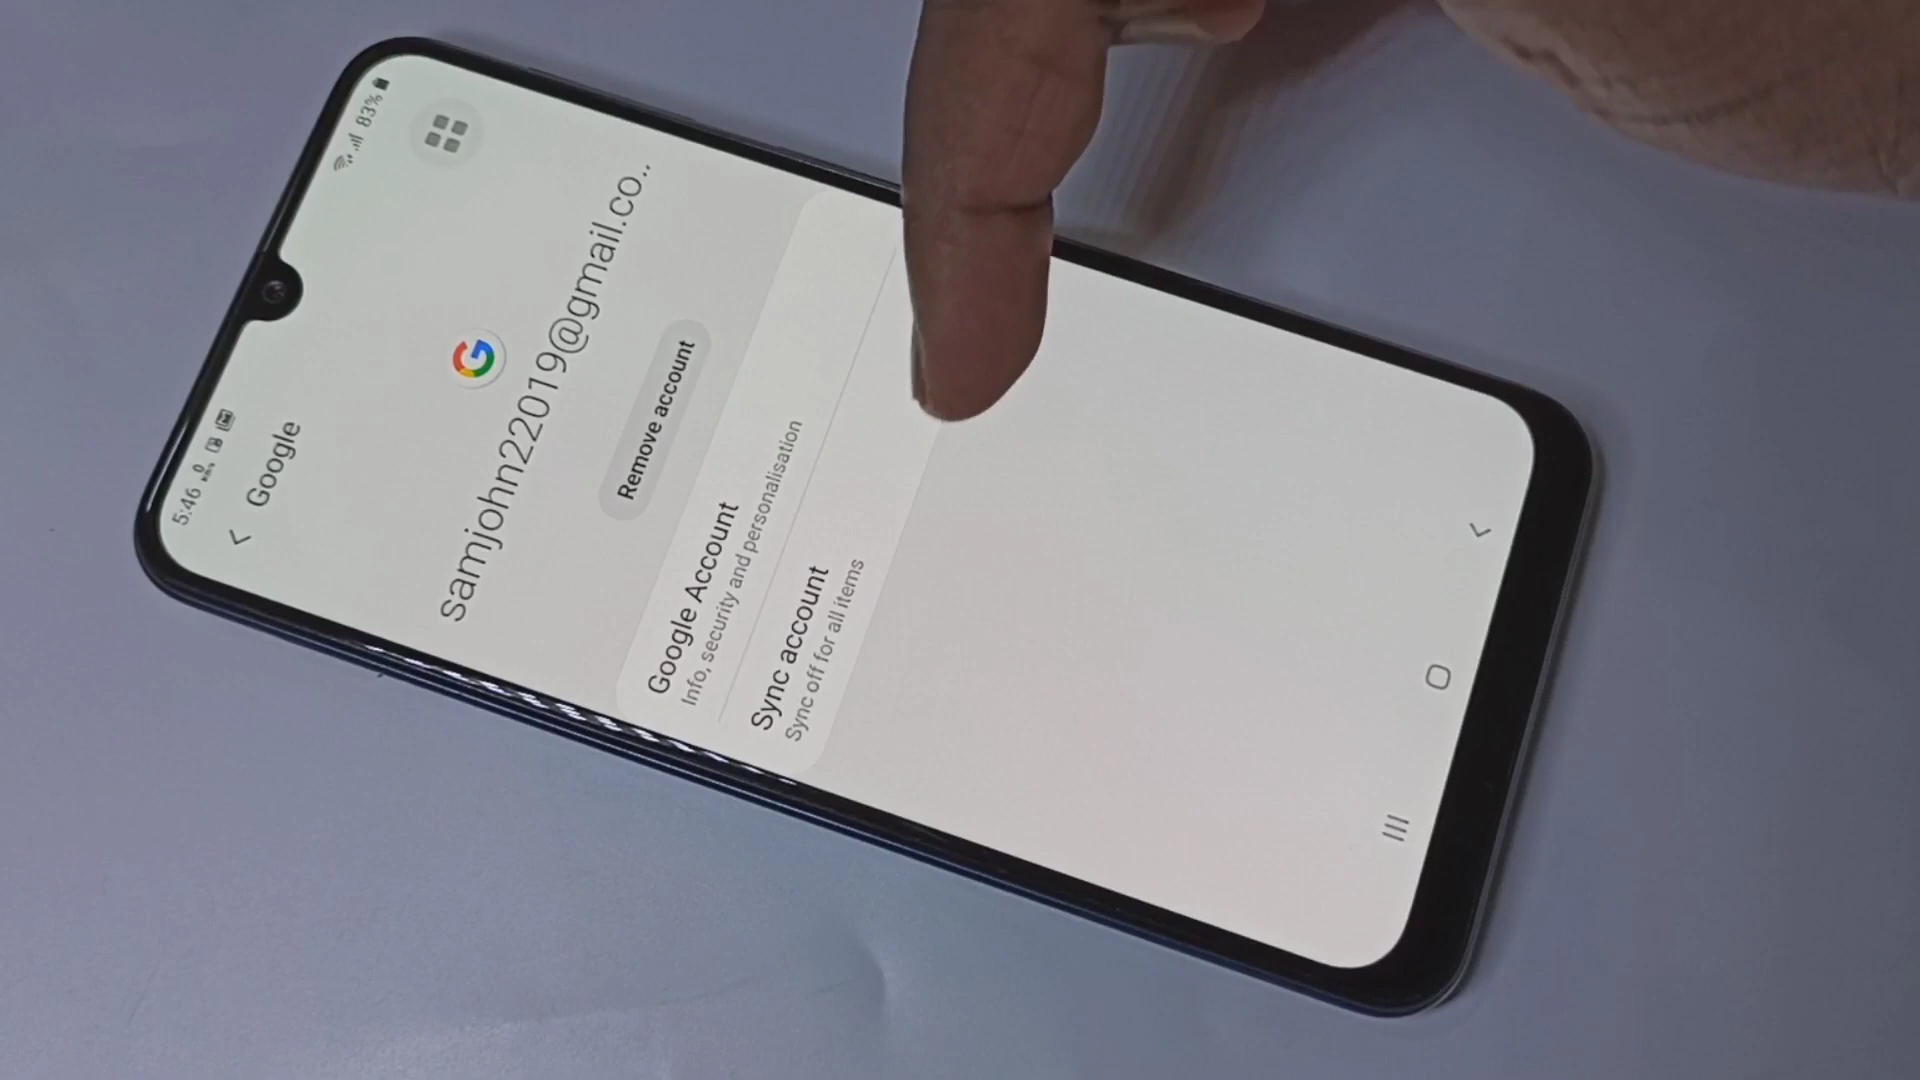 5:46
83%
Google
Samjohn22019@gmail.co..
Remove account
Google Account
Info, security and personalisation
Sync account
Sync off for all items